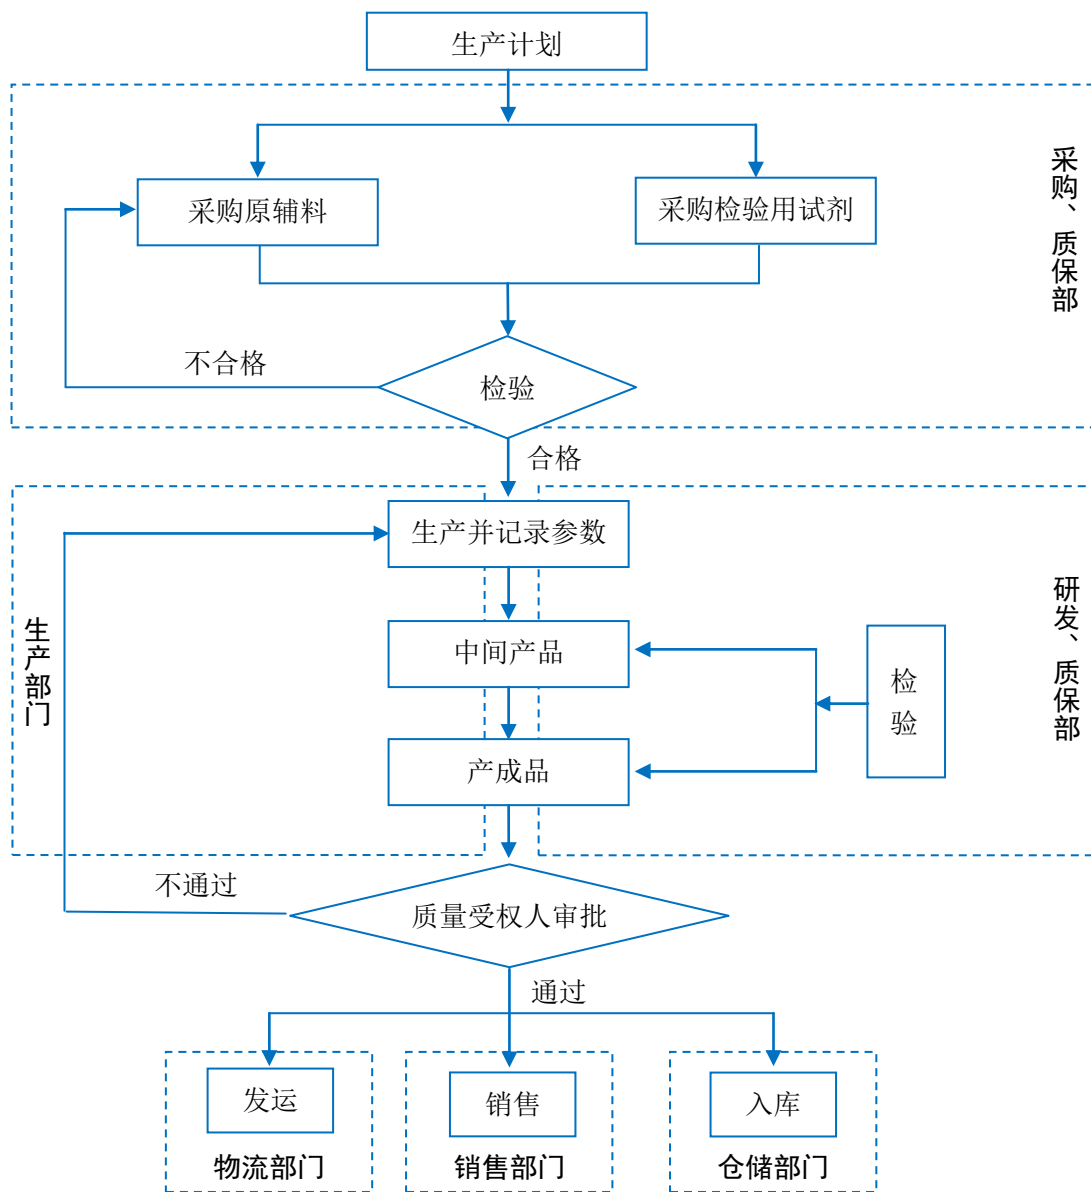 生产计划
采购原辅料
采购检验用试剂
采购、质保部
不合格
检验
合格
生产并记录参数
生产部门
中间产品
检验
研发、质保部
产成品
不通过
质量受权人审批
通过
发运
销售
入库
物流部门
销售部门
仓储部门